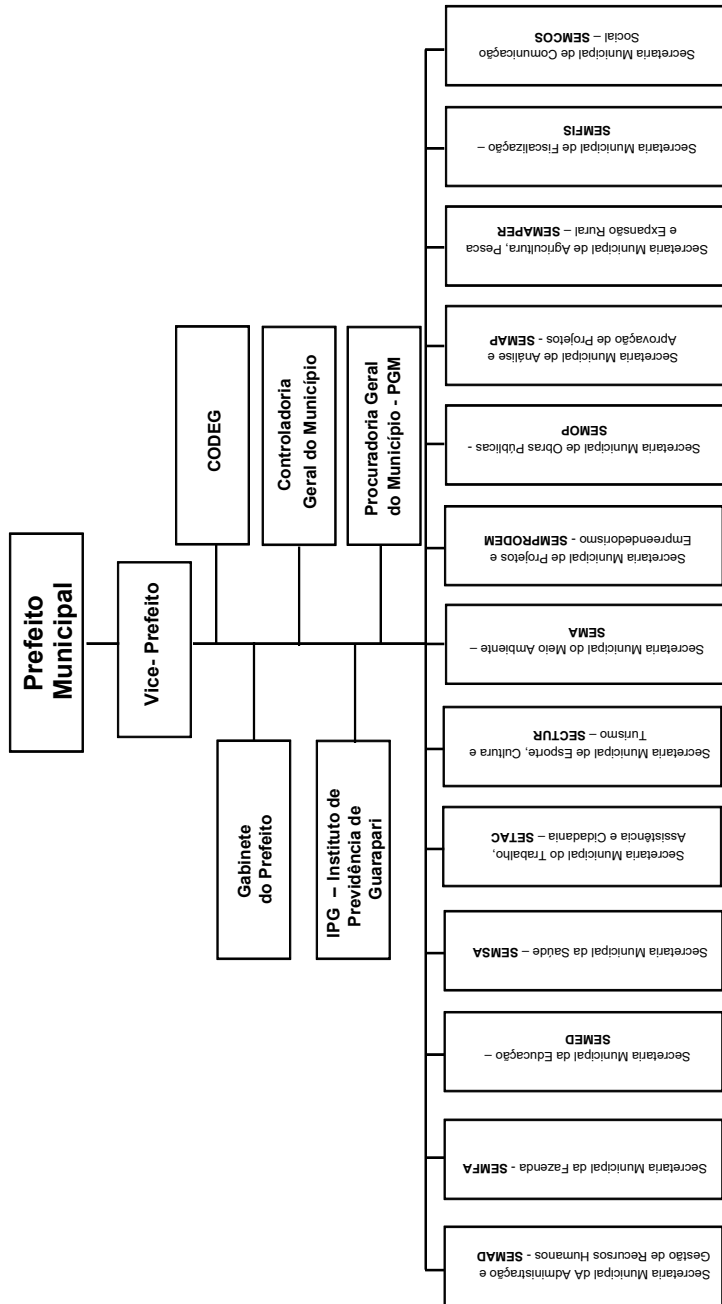 Prefeito
Municipal
Vice- Prefeito
CODEG
Controladoria
Geral do Município
Procuradoria Geral
do Município - PGM
Gabinete
do Prefeito
IPG – Instituto de
Previdência de
Guarapari
Secretaria Municipal dA Administração e
Gestão de Recursos Humanos - SEMAD
Secretaria Municipal da Fazenda - SEMFA
Secretaria Municipal da Educação –
SEMED
Secretaria Municipal da Saúde – SEMSA
Secretaria Municipal do Trabalho,
Assistência e Cidadania – SETAC
Secretaria Municipal de Esporte, Cultura e
Turismo – SECTUR
Secretaria Municipal do Meio Ambiente –
SEMA
Secretaria Municipal de Projetos e
Empreendedorismo - SEMPRODEM
Secretaria Municipal de Obras Públicas -
SEMOP
Secretaria Municipal de Análise e
Aprovação de Projetos - SEMAP
Secretaria Municipal de Agricultura, Pesca
e Expansão Rural – SEMAPER
Secretaria Municipal de Fiscalização –
SEMFIS
Secretaria Municipal de Comunicação
Social – SEMCOS